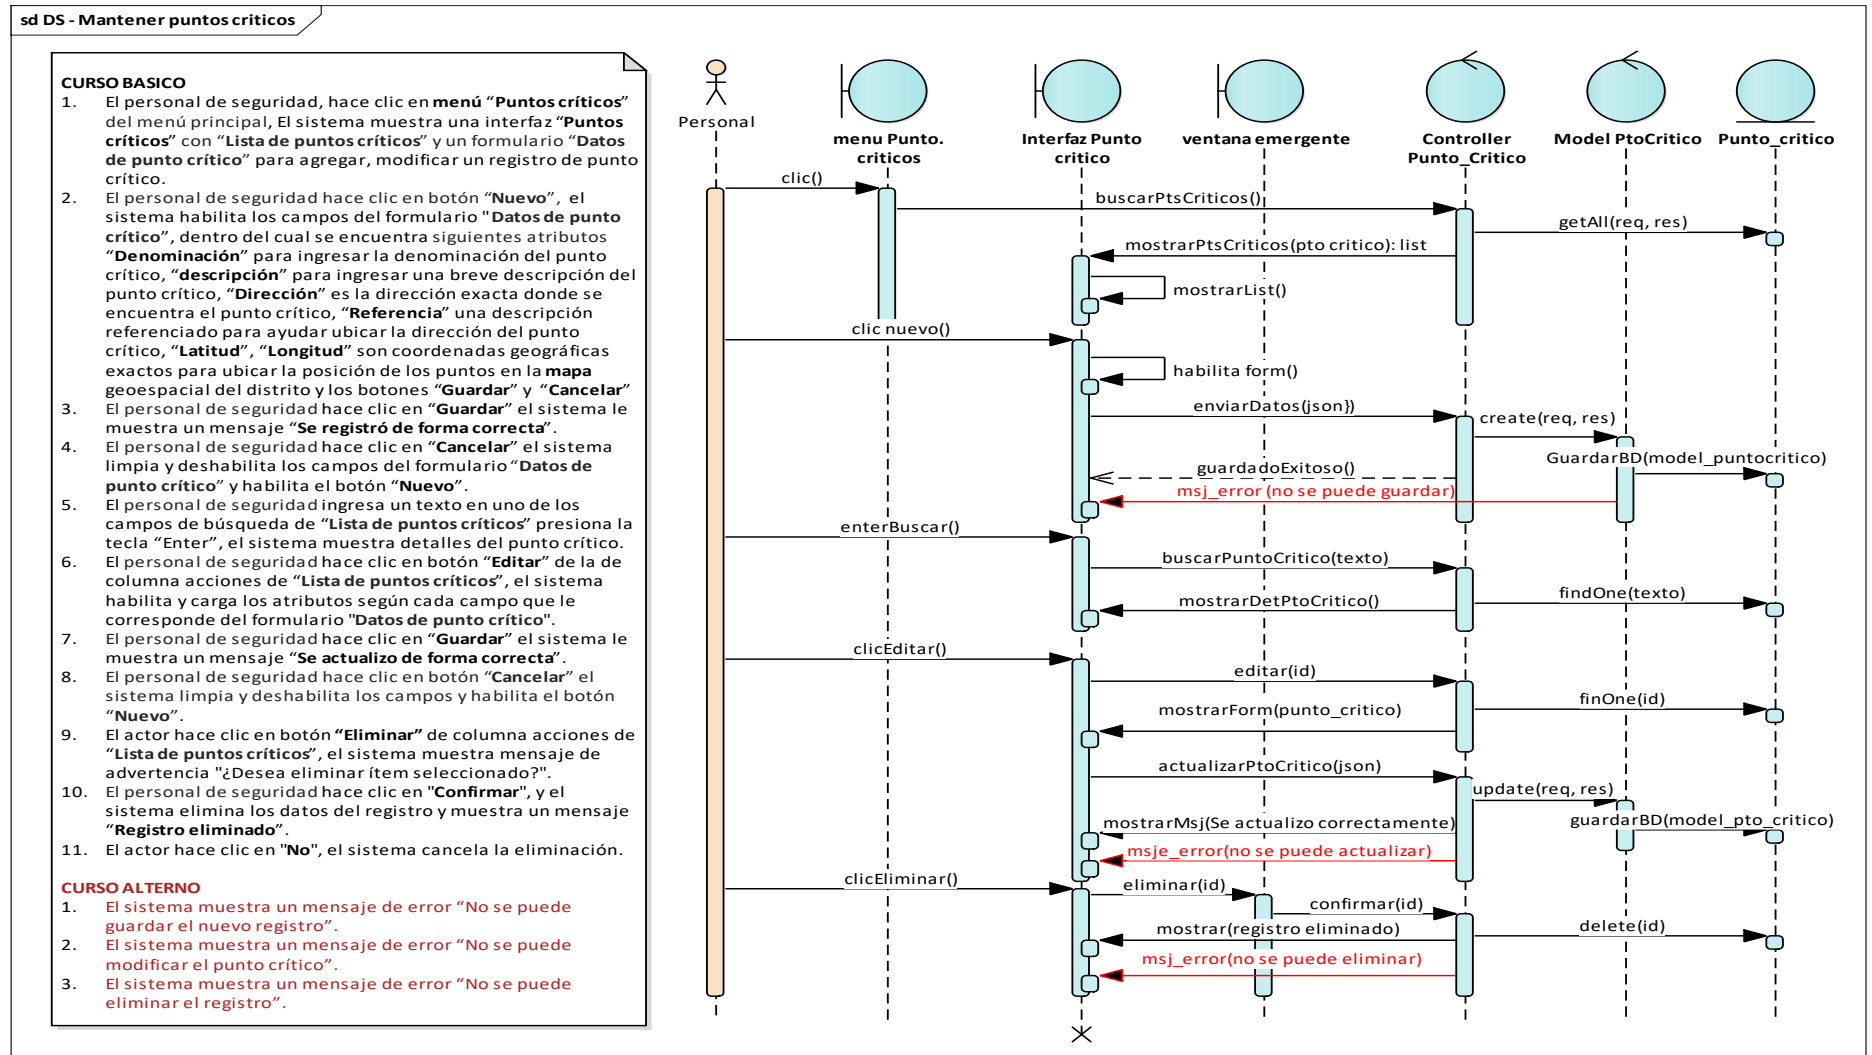 sd DS - Mantener puntos criticos
CURSO BASICO
1. El personal de seguridad, hace clic en menú “Puntos críticos”
del menú principal, El sistema muestra una interfaz “Puntos
críticos” con “Lista de puntos críticos” y un formulario “Datos
de punto crítico” para agregar, modificar un registro de punto
crítico.
2. El personal de seguridad hace clic en botón “Nuevo”, el
sistema habilita los campos del formulario "Datos de punto
crítico”, dentro del cual se encuentra siguientes atributos
“Denominación” para ingresar la denominación del punto
crítico, “descripción” para ingresar una breve descripción del
punto crítico, “Dirección” es la dirección exacta donde se
encuentra el punto crítico, “Referencia” una descripción
referenciado para ayudar ubicar la dirección del punto
crítico, “Latitud”, “Longitud” son coordenadas geográficas
exactos para ubicar la posición de los puntos en la mapa
geoespacial del distrito y los botones “Guardar” y “Cancelar”
3. El personal de seguridad hace clic en “Guardar” el sistema le
muestra un mensaje “Se registró de forma correcta”.
4. El personal de seguridad hace clic en “Cancelar” el sistema
limpia y deshabilita los campos del formulario “Datos de
punto crítico” y habilita el botón “Nuevo”.
5. El personal de seguridad ingresa un texto en uno de los
campos de búsqueda de “Lista de puntos críticos” presiona la
tecla “Enter”, el sistema muestra detalles del punto crítico.
6. El personal de seguridad hace clic en botón “Editar” de la de
columna acciones de “Lista de puntos críticos”, el sistema
habilita y carga los atributos según cada campo que le
corresponde del formulario "Datos de punto crítico".
7. El personal de seguridad hace clic en “Guardar” el sistema le
muestra un mensaje “Se actualizo de forma correcta”.
8. El personal de seguridad hace clic en botón “Cancelar” el
sistema limpia y deshabilita los campos y habilita el botón
“Nuevo”.
9. El actor hace clic en botón “Eliminar” de columna acciones de
“Lista de puntos críticos”, el sistema muestra mensaje de
advertencia "¿Desea eliminar ítem seleccionado?".
10. El personal de seguridad hace clic en "Confirmar", y el
sistema elimina los datos del registro y muestra un mensaje
“Registro eliminado”.
11. El actor hace clic en "No", el sistema cancela la eliminación.
CURSO ALTERNO
1. El sistema muestra un mensaje de error “No se puede
guardar el nuevo registro”.
2. El sistema muestra un mensaje de error “No se puede
modificar el punto crítico”.
3. El sistema muestra un mensaje de error “No se puede
eliminar el registro”.
Personal
menu Punto.
criticos
Interfaz Punto
critico
ventana emergente
Controller
Punto_Critico
Model PtoCritico
Punto_critico
clic()
buscarPtsCriticos()
getAll(req, res)
mostrarPtsCriticos(pto critico): list
mostrarList()
clic nuevo()
habilita form()
enviarDatos(json})
create(req, res)
GuardarBD(model_puntocritico)
guardadoExitoso()
msj_error (no se puede guardar)
enterBuscar()
buscarPuntoCritico(texto)
findOne(texto)
mostrarDetPtoCritico()
clicEditar()
editar(id)
finOne(id)
mostrarForm(punto_critico)
actualizarPtoCritico(json)
update(req, res)
guardarBD(model_pto_critico)
mostrarMsj(Se actualizo correctamente)
msje_error(no se puede actualizar)
clicEliminar()
eliminar(id)
confirmar(id)
delete(id)
mostrar(registro eliminado)
msj_error(no se puede eliminar)